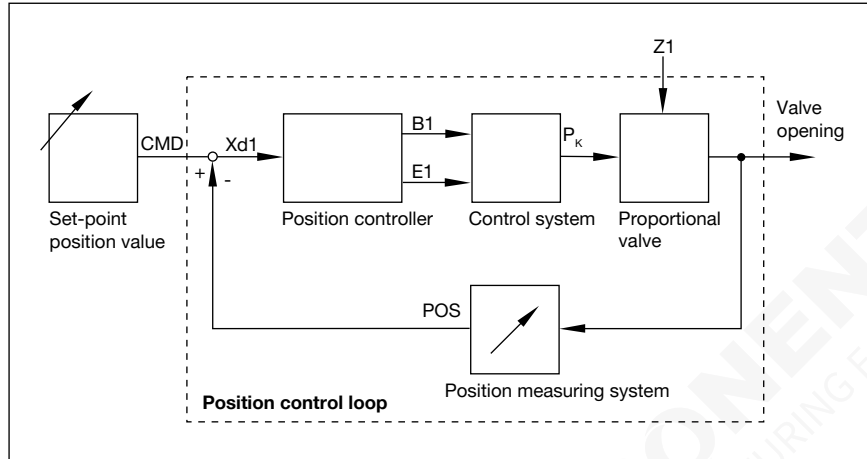 Z1
Valve
opening
CMD
Xd1
B1
E1
P_K
+
-
Set-point
position value
Position controller
Control system
Proportional
valve
POS
Position measuring system
Position control loop